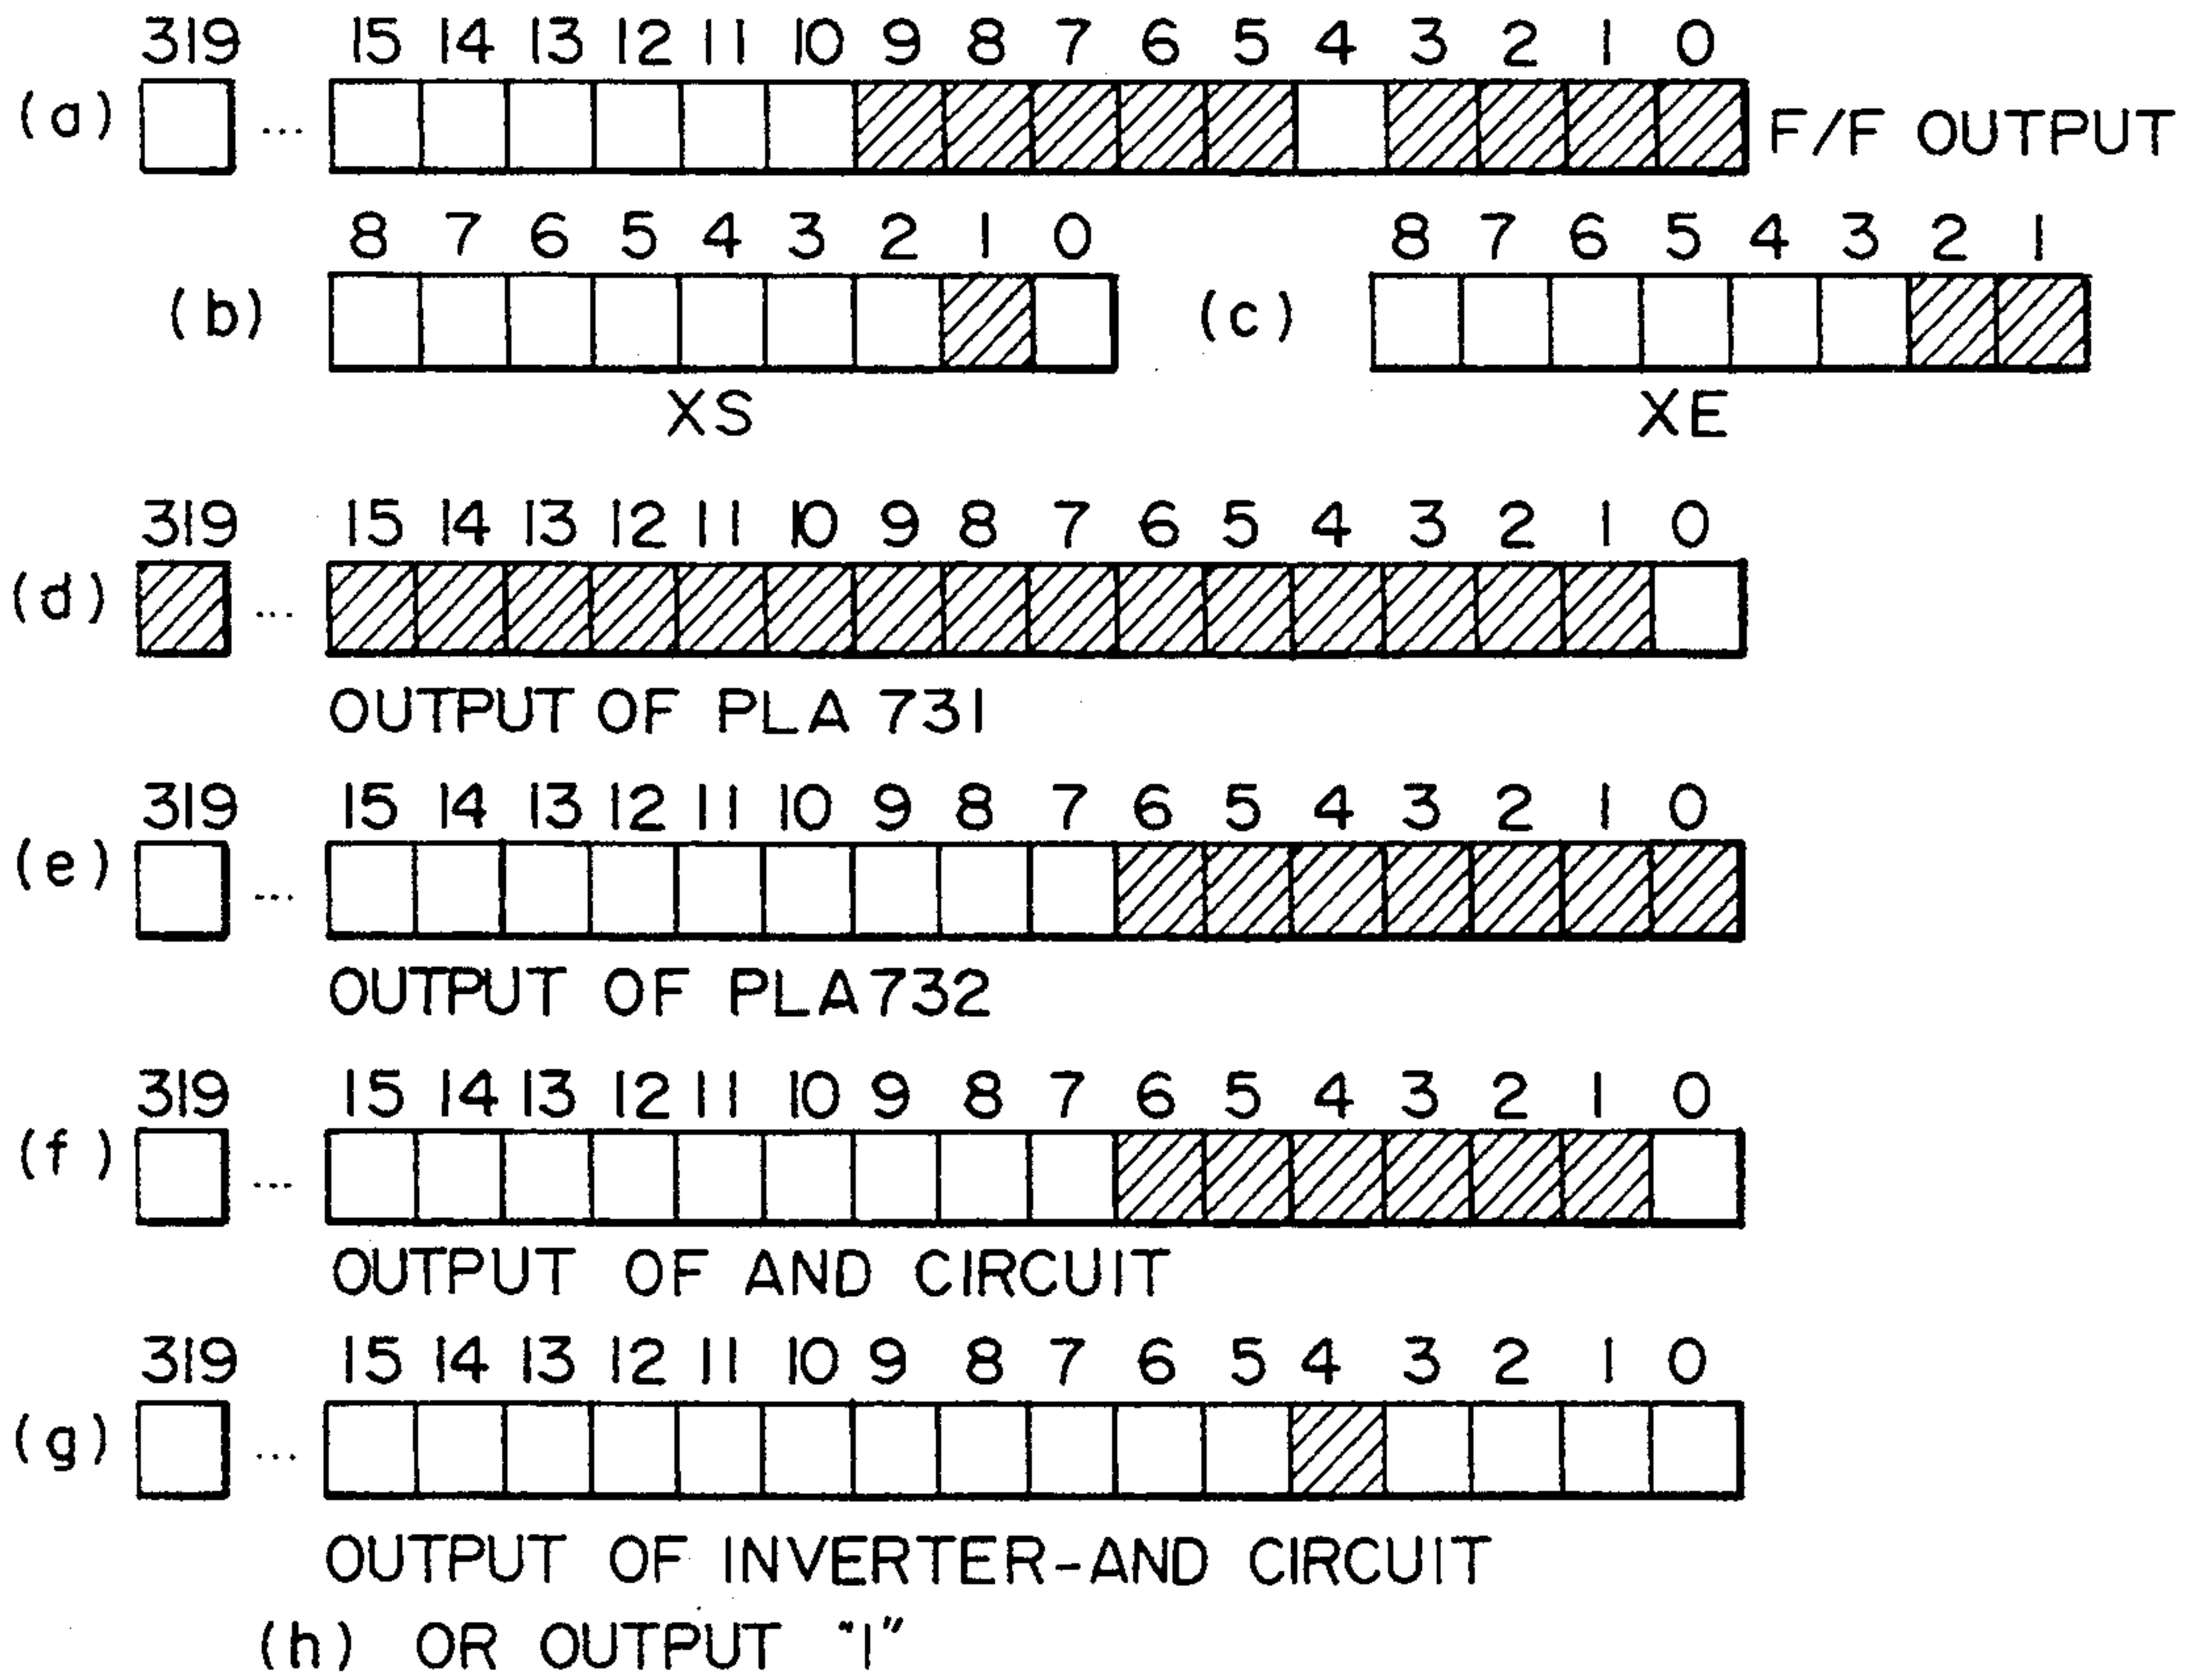 319 15 14 13 12 11 10 9 8 7 6 5 4 3 2 1 0
(a) ... F/F OUTPUT
8 7 6 5 4 3 2 1 0 8 7 6 5 4 3 2 1
(b) (c)
XS XE
319 15 14 13 12 11 10 9 8 7 6 5 4 3 2 1 0
(d) ...
OUTPUT OF PLA 731
319 15 14 13 12 11 10 9 8 7 6 5 4 3 2 1 0
(e) ...
OUTPUT OF PLA732
319 15 14 13 12 11 10 9 8 7 6 5 4 3 2 1 0
(f) ...
OUTPUT OF AND CIRCUIT
319 15 14 13 12 11 10 9 8 7 6 5 4 3 2 1 0
(g) ...
OUTPUT OF INVERTER-AND CIRCUIT
(h) OR OUTPUT "1"